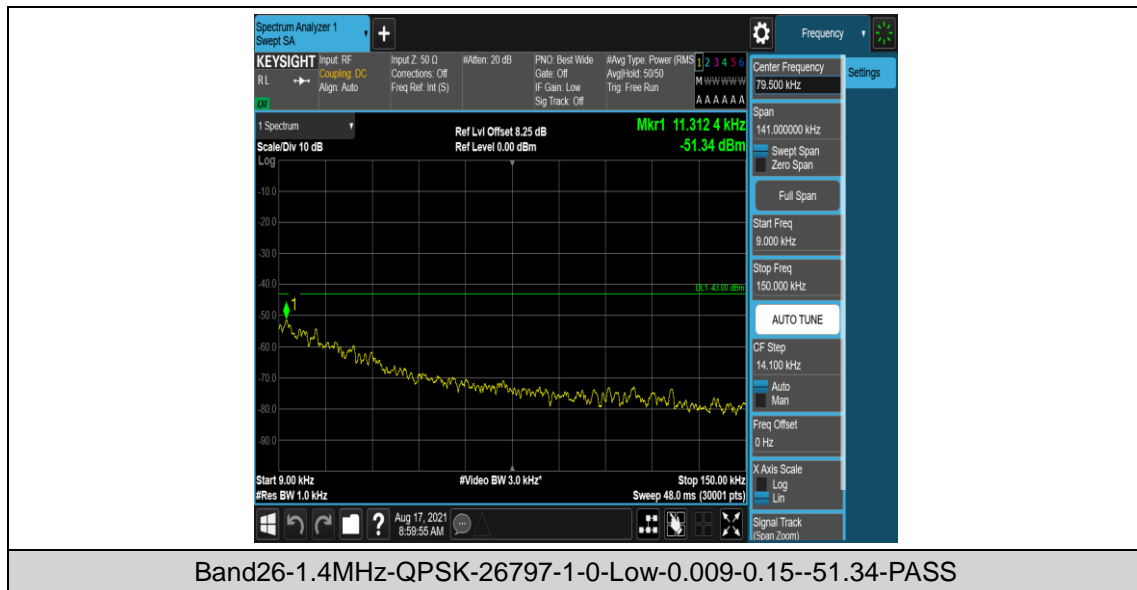 Spectrum Analyzer 1
Swept SA
Frequency
KEYSIGHT
RL
LXI
Input: RF
Coupling: DC
Align: Auto
Input Z: 50 Ω
Corrections: Off
Freq Ref: Int (S)
#Atten: 20 dB
PNO: Best Wide
Gate: Off
IF Gain: Low
Sig Track: Off
#Avg Type: Power (RMS
Avg|Hold: 50/50
Trig: Free Run
1 2 3 4 5 6
M W W W W W
A A A A A A
1 Spectrum
Scale/Div 10 dB
Ref Lvl Offset 8.25 dB
Ref Level 0.00 dBm
Mkr1 11.312 4 kHz
-51.34 dBm
Log
-10.0
-20.0
-30.0
-40.0
DL1 -43.00 dBm
1
-50.0
-60.0
-70.0
-80.0
-90.0
Start 9.00 kHz
#Res BW 1.0 kHz
#Video BW 3.0 kHz*
Stop 150.00 kHz
Sweep 48.0 ms (30001 pts)
?
Aug 17, 2021
8:59:55 AM
Center Frequency
79.500 kHz
Settings
Span
141.000000 kHz
Swept Span
Zero Span
Full Span
Start Freq
9.000 kHz
Stop Freq
150.000 kHz
AUTO TUNE
CF Step
14.100 kHz
Auto
Man
Freq Offset
0 Hz
X Axis Scale
Log
Lin
Signal Track
(Span Zoom)
Band26-1.4MHz-QPSK-26797-1-0-Low-0.009-0.15--51.34-PASS